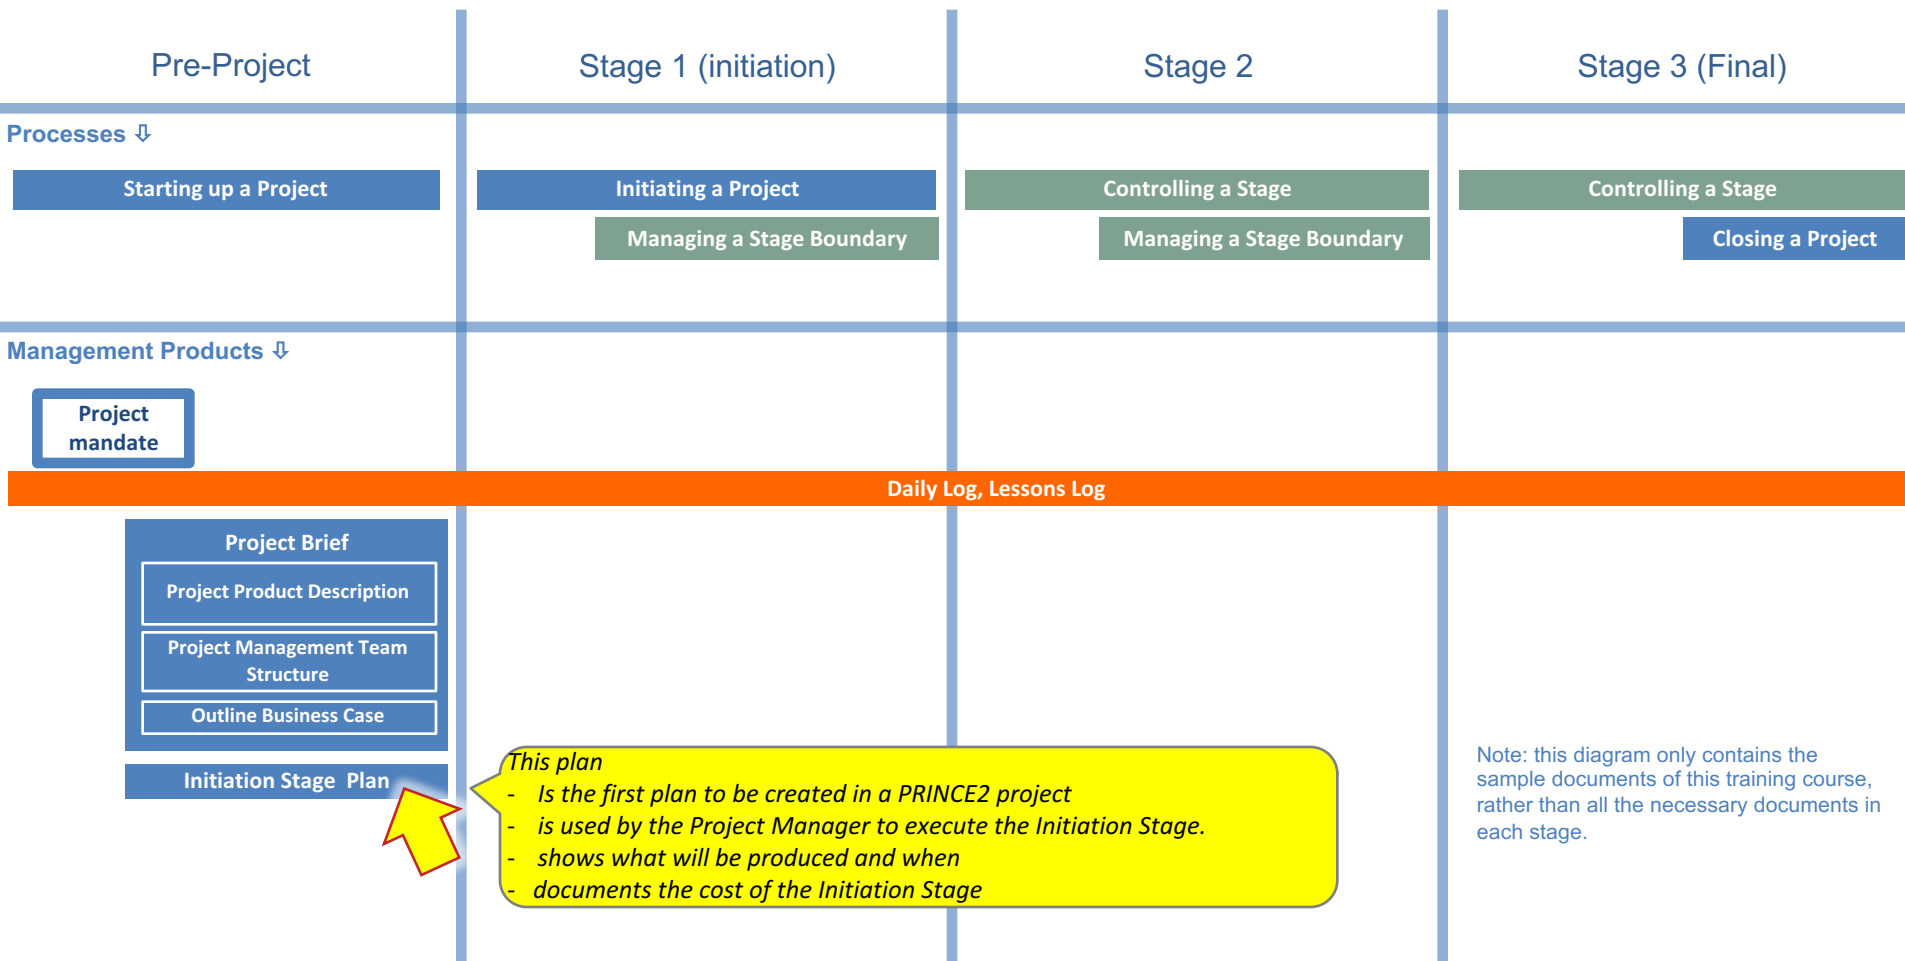 Pre-Project
Stage 1 (initiation)
Stage 2
Stage 3 (Final)
Processes ⇩
Starting up a Project
Initiating a Project
Controlling a Stage
Controlling a Stage
Managing a Stage Boundary
Managing a Stage Boundary
Closing a Project
Management Products ⇩
Project
mandate
Daily Log, Lessons Log
Project Brief
Project Product Description
Project Management Team
Structure
Outline Business Case
Initiation Stage Plan
This plan
- Is the first plan to be created in a PRINCE2 project
- is used by the Project Manager to execute the Initiation Stage.
- shows what will be produced and when
- documents the cost of the Initiation Stage
Note: this diagram only contains the
sample documents of this training course,
rather than all the necessary documents in
each stage.